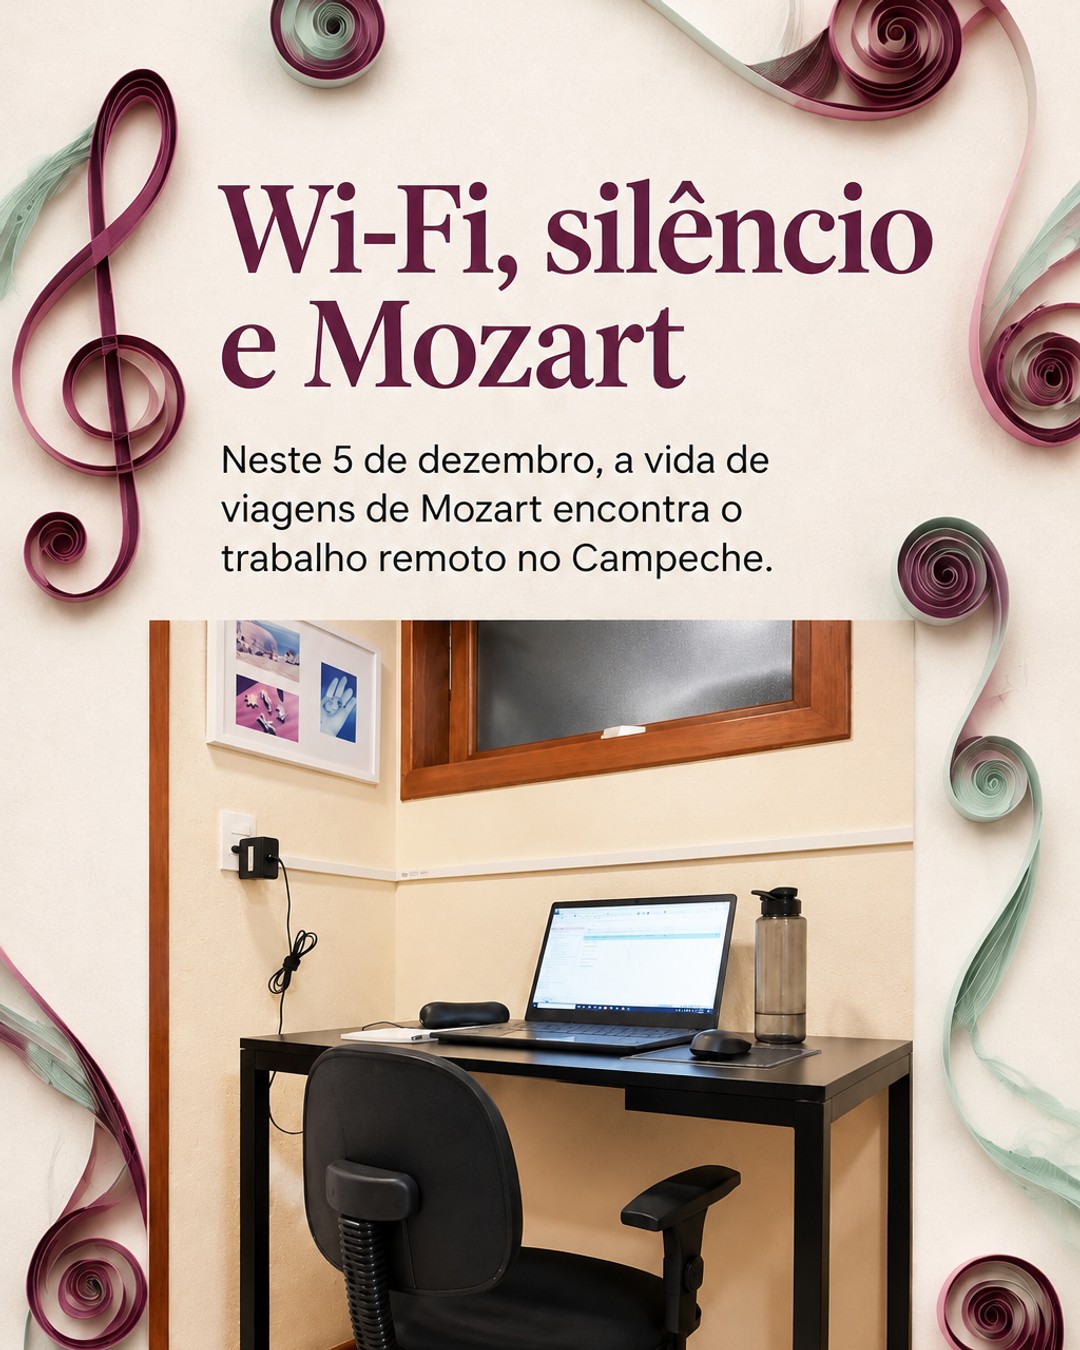 Wi-Fi, silêncio
e Mozart
Neste 5 de dezembro, a vida de
viagens de Mozart encontra o
trabalho remoto no Campeche.